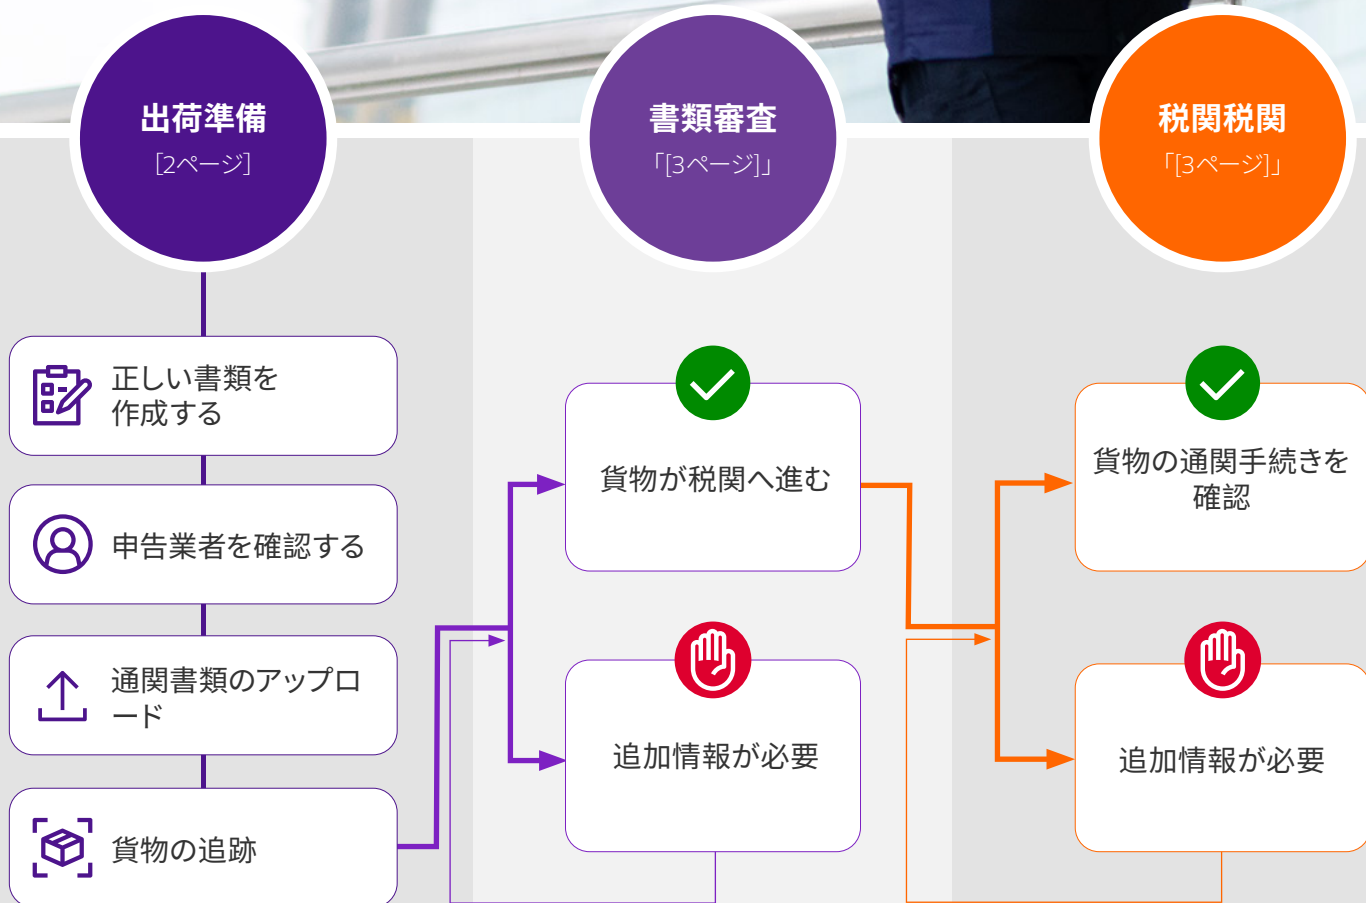 出荷準備
[2ページ]
書類審査
「[3ページ]」
税関税関
「[3ページ]」
正しい書類を
作成する
申告業者を確認する
通関書類のアップロ
ード
貨物の追跡
貨物が税関へ進む
追加情報が必要
貨物の通関手続きを
確認
追加情報が必要